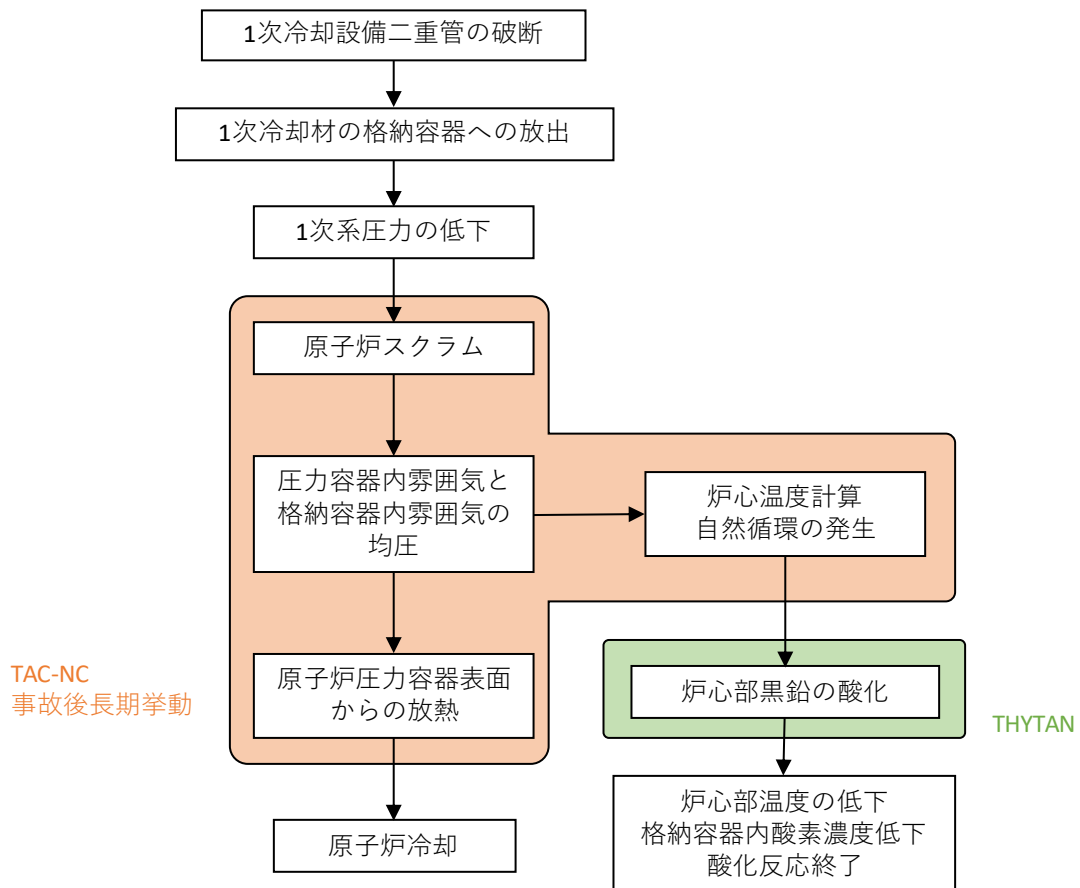 1次冷却設備二重管の破断
1次冷却材の格納容器への放出
1次系圧力の低下
原子炉スクラム
圧力容器内雰囲気と
格納容器内雰囲気の
均圧
炉心温度計算
自然循環の発生
TAC-NC
事故後長期挙動
原子炉圧力容器表面
からの放熱
炉心部黒鉛の酸化
THYTAN
原子炉冷却
炉心部温度の低下
格納容器内酸素濃度低下
酸化反応終了